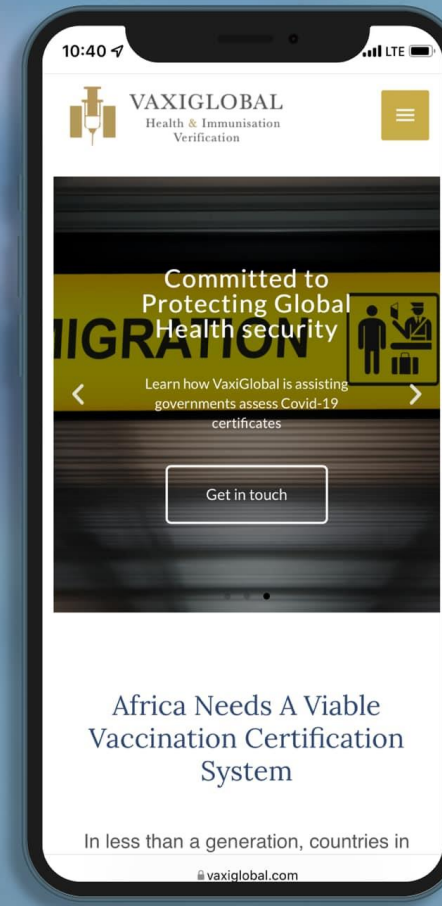 10:40 LTE
VAXIGLOBAL
Health & Immunisation
Verification
Committed to
Protecting Global
Health security
IGRATION
Learn how VaxiGlobal is assisting
governments assess Covid-19
certificates
Get in touch
Africa Needs A Viable
Vaccination Certification
System
In less than a generation, countries in
vaxiglobal.com